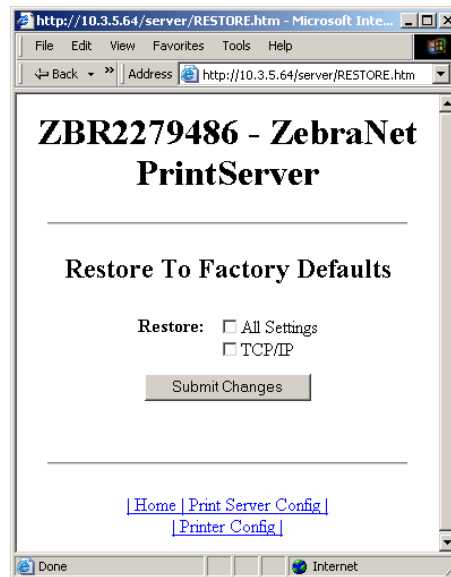 http://10.3.5.64/server/RESTORE.htm - Microsoft Inte...
File Edit View Favorites Tools Help
Back » Address http://10.3.5.64/server/RESTORE.htm
ZBR2279486 - ZebraNet
PrintServer
Restore To Factory Defaults
Restore: All Settings
TCP/IP
Submit Changes
| Home | Print Server Config |
| Printer Config |
Done Internet